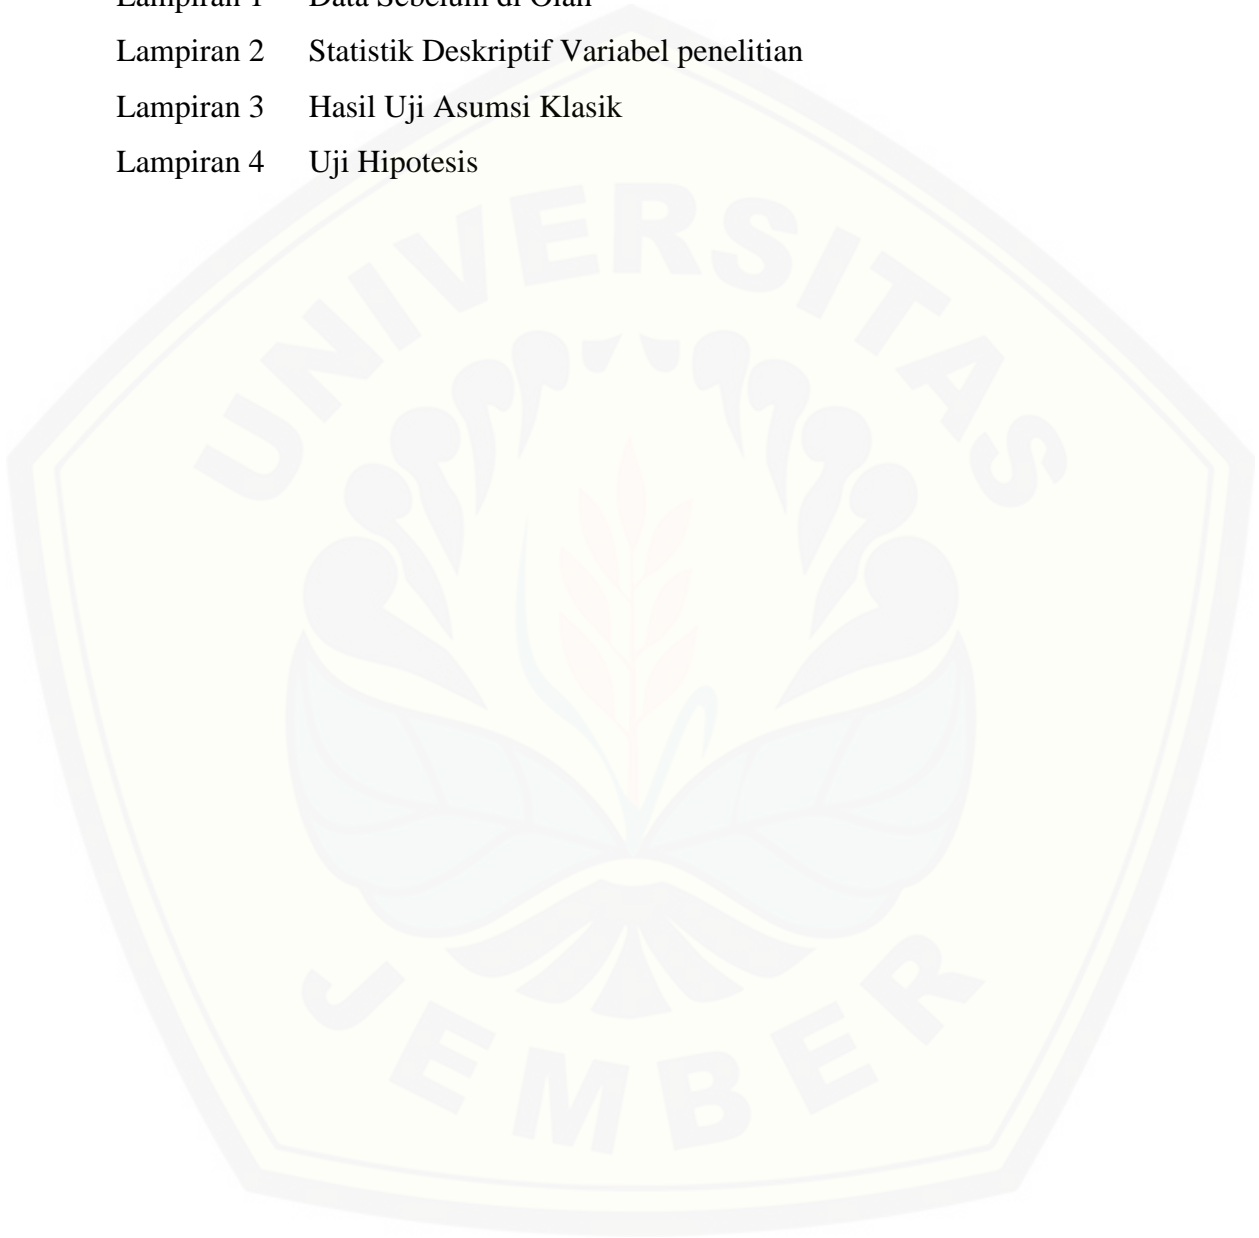 Lampiran 1 Data Sebelum di Olah
Lampiran 2 Statistik Deskriptif Variabel penelitian
Lampiran 3 Hasil Uji Asumsi Klasik
Lampiran 4 Uji Hipotesis
UNIVERSITAS
JEMBER